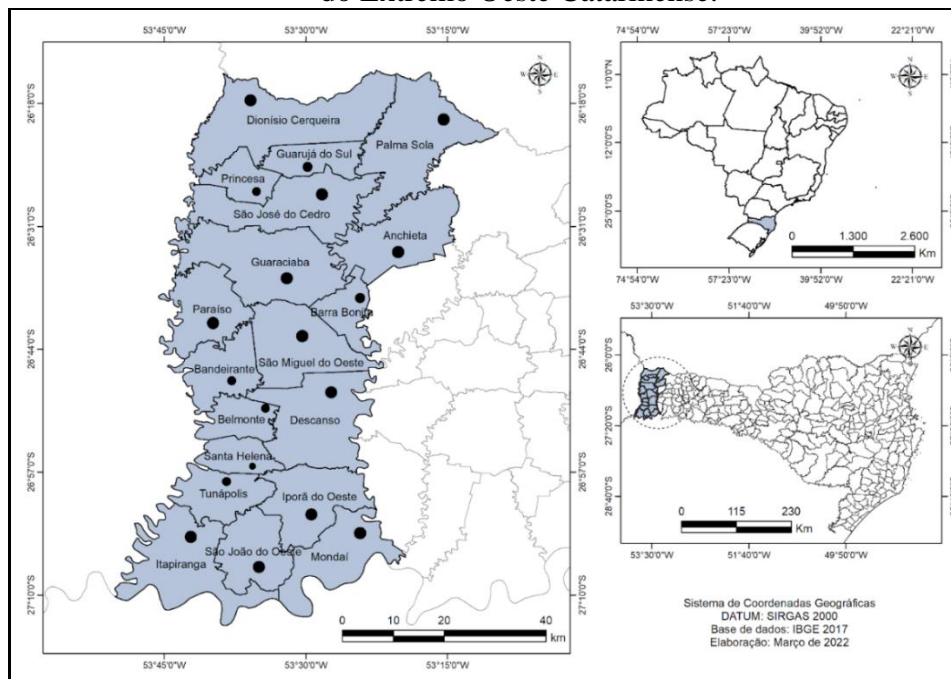 do Extremo Oeste Catarinense.
53°45'0"W
53°30'0"W
53°15'0"W
26°18'0"S
26°31'0"S
26°44'0"S
26°57'0"S
27°10'0"S
N
W
E
S
Dionísio Cerqueira
Palma Sola
Guarujá do Sul
Princesa
São José do Cedro
Anchieta
Guaraciaba
Barra Bonita
Paraíso
São Miguel do Oeste
Bandeirante
Belmonte
Descanso
Santa Helena
Tunápolis
Iporã do Oeste
São João do Oeste
Itapiranga
Mondaí
0 10 20 40
km
53°45'0"W
53°30'0"W
53°15'0"W
74°54'0"W
57°23'0"W
39°52'0"W
22°21'0"W
1°0'0"N
12°0'0"S
25°0'0"S
N
W
E
S
0 1.300 2.600
Km
74°54'0"W
57°23'0"W
39°52'0"W
22°21'0"W
53°30'0"W
51°40'0"W
49°50'0"W
26°0'0"S
27°20'0"S
28°40'0"S
N
W
E
S
0 115 230
Km
53°30'0"W
51°40'0"W
49°50'0"W
Sistema de Coordenadas Geográficas
DATUM: SIRGAS 2000
Base de dados: IBGE 2017
Elaboração: Março de 2022